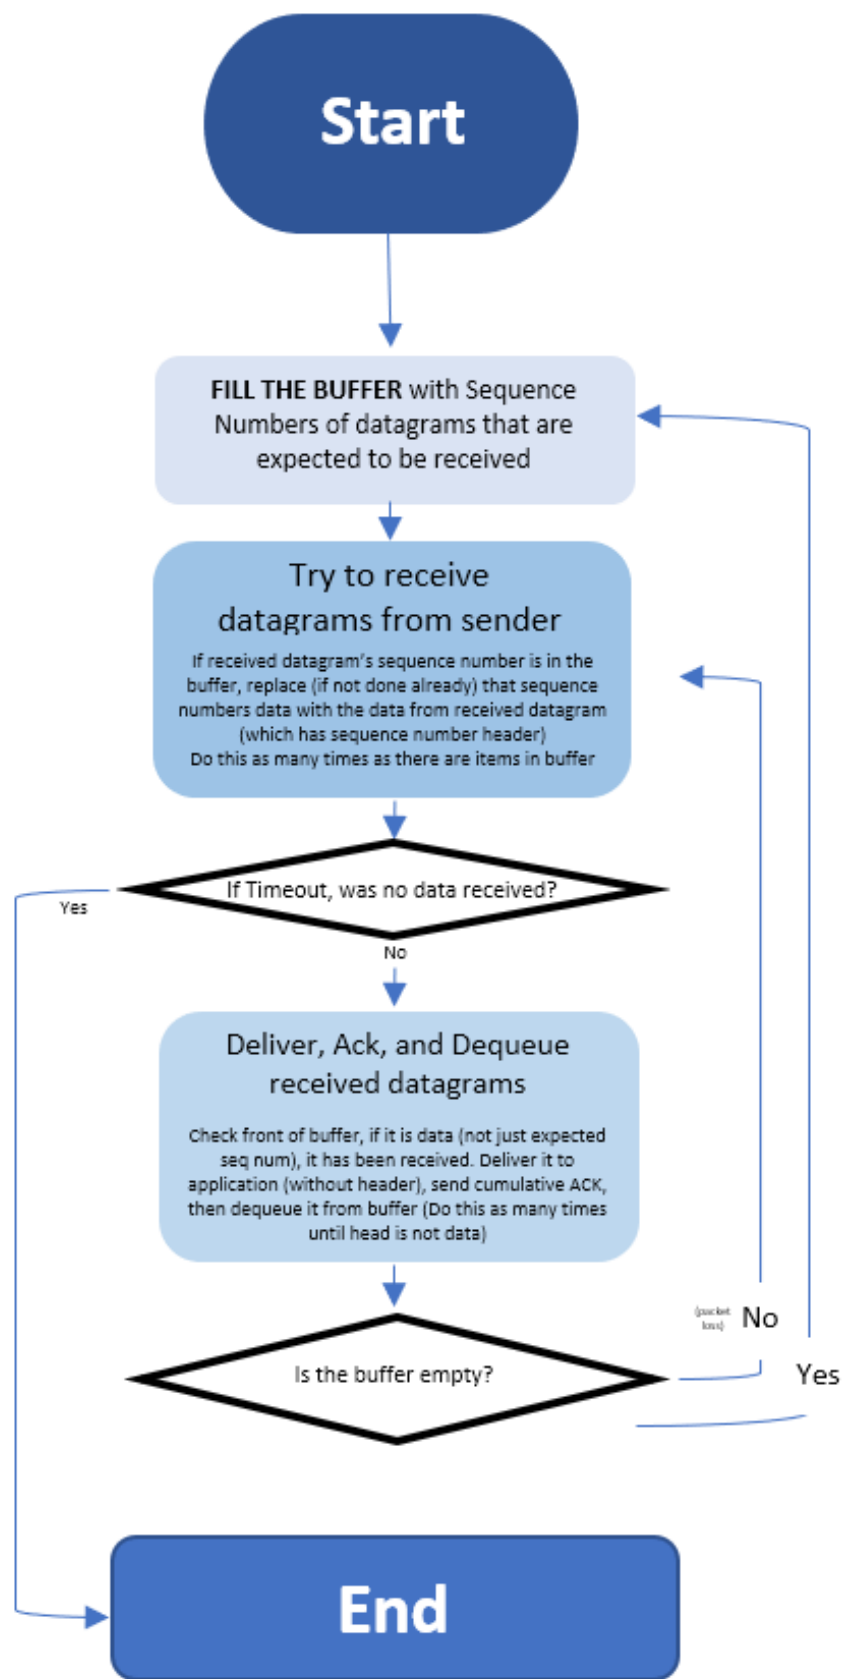 Start
FILL THE BUFFER with Sequence
Numbers of datagrams that are
expected to be received
Try to receive
datagrams from sender
If received datagram's sequence number is in the
buffer, replace (if not done already) that sequence
numbers data with the data from received datagram
(which has sequence number header)
Do this as many times as there are items in buffer
If Timeout, was no data received?
Yes
No
Deliver, Ack, and Dequeue
received datagrams
Check front of buffer, if it is data (not just expected
seq num), it has been received. Deliver it to
application (without header), send cumulative ACK,
then dequeue it from buffer (Do this as many times
until head is not data)
(packet
loss)
No
Is the buffer empty?
Yes
End